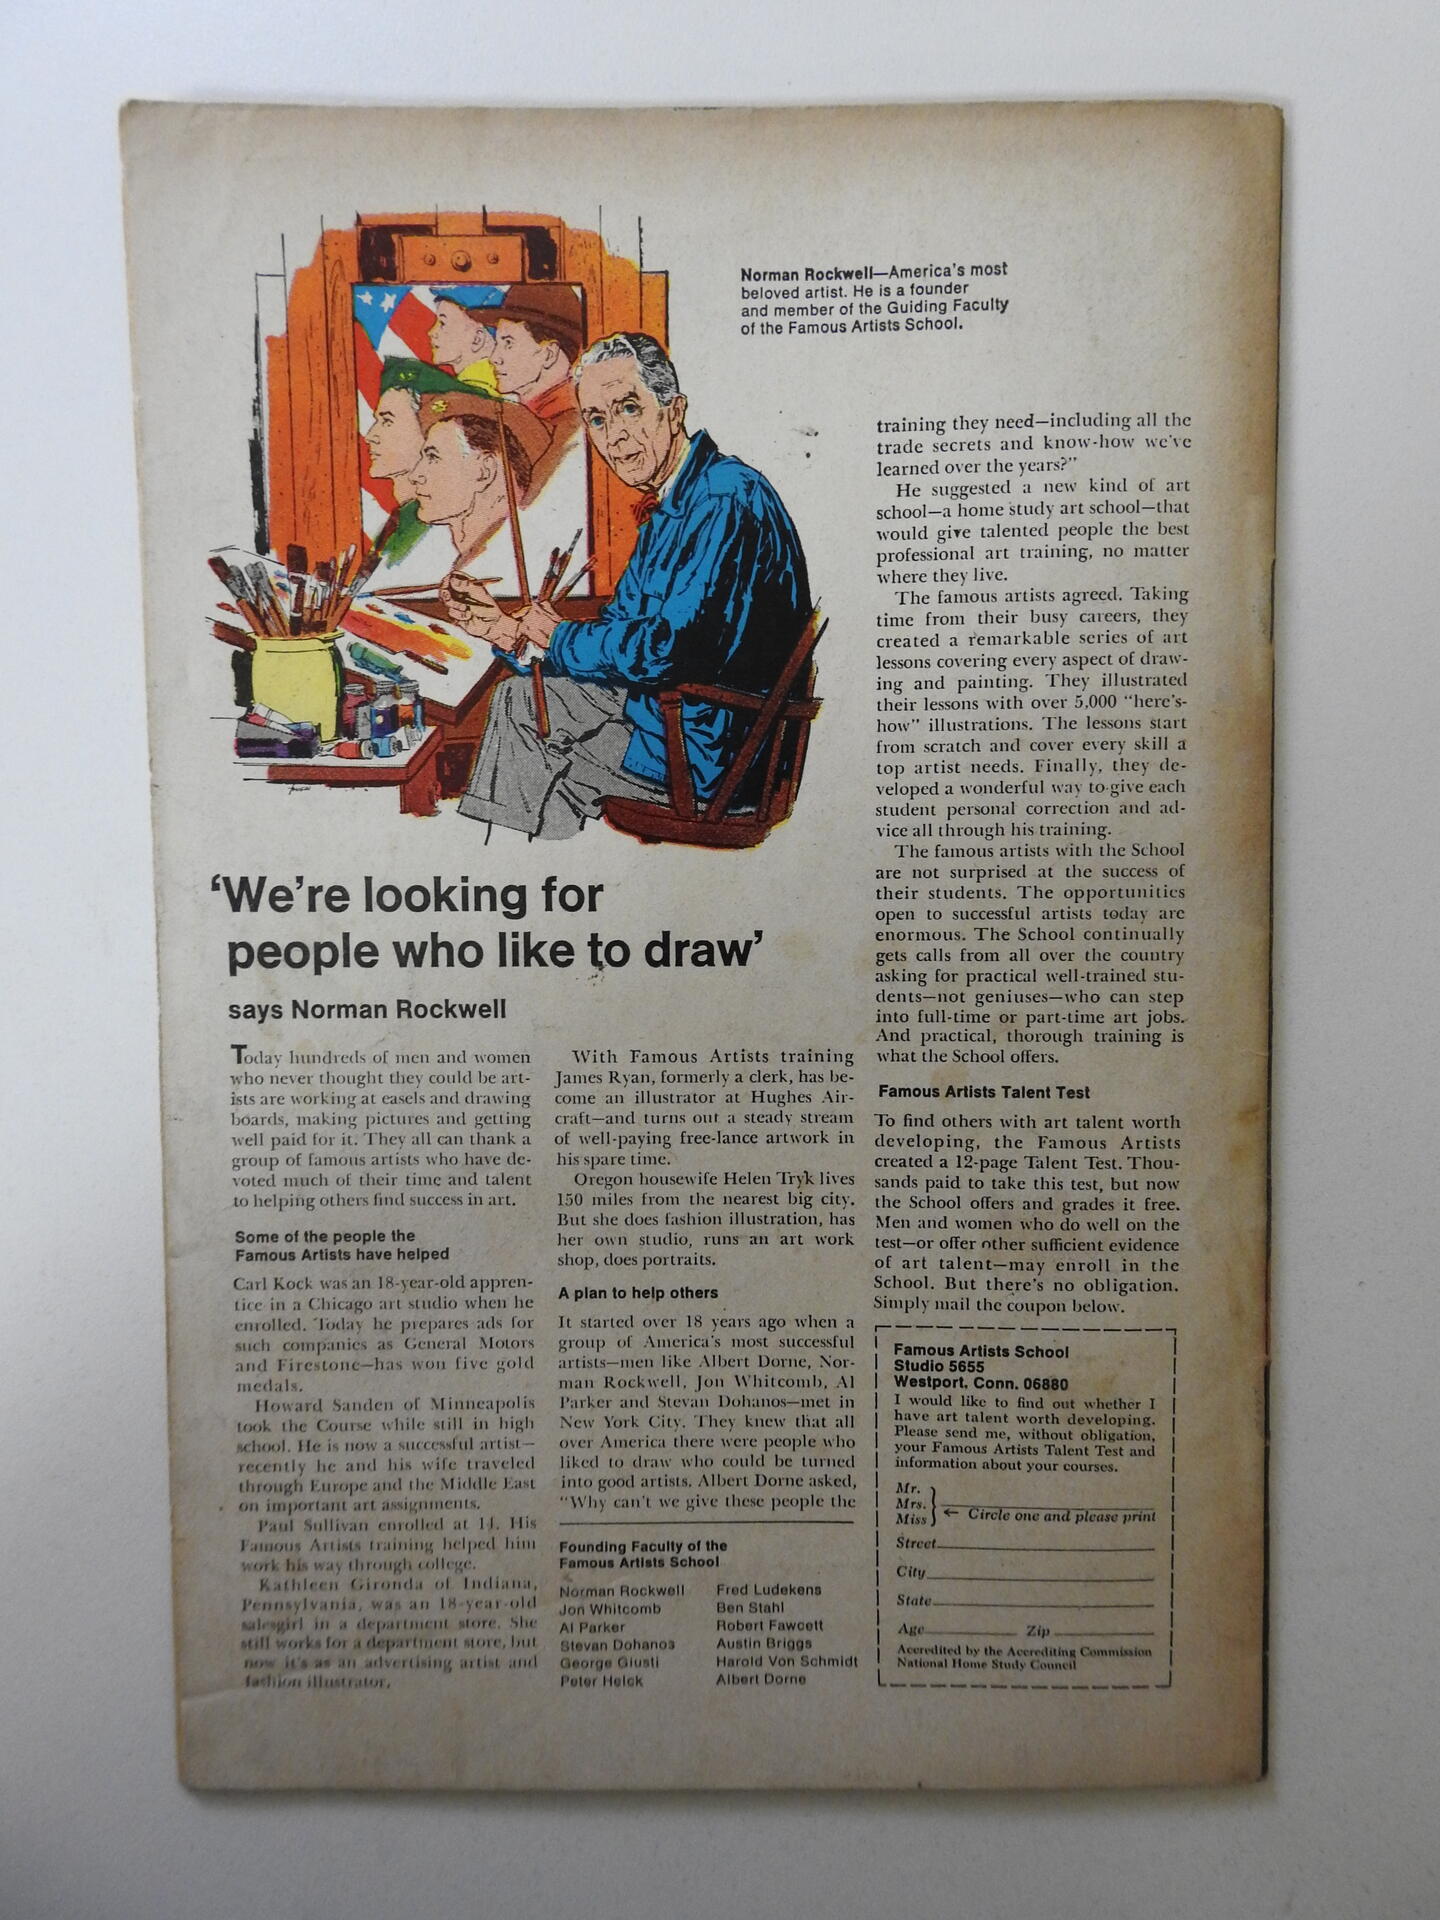 Norman Rockwell—America's most
beloved artist. He is a founder
and member of the Guiding Faculty
of the Famous Artists School.
'We're looking for
people who like to draw'
says Norman Rockwell
Today hundreds of men and women
who never thought they could be art-
ists are working at easels and drawing
boards, making pictures and getting
well paid for it. They all can thank a
group of famous artists who have de-
voted much of their time and talent
to helping others find success in art.
Some of the people the
Famous Artists have helped
Carl Kock was an 18-year-old appren-
tice in a Chicago art studio when he
enrolled. Today he prepares ads for
such companies as General Motors
and Firestone—has won five gold
medals.
Howard Sanden of Minneapolis
took the Course while still in high
school. He is now a successful artist—
recently he and his wife traveled
through Europe and the Middle East
on important art assignments.
Paul Sullivan enrolled at 14. His
Famous Artists training helped him
work his way through college.
Kathleen Gironda of Indiana,
Pennsylvania, was an 18-year-old
salesgirl in a department store. She
still works for a department store, but
now it's as an advertising artist and
fashion illustrator.
With Famous Artists training
James Ryan, formerly a clerk, has be-
come an illustrator at Hughes Air-
craft—and turns out a steady stream
of well-paying free-lance artwork in
his spare time.
Oregon housewife Helen Tryk lives
150 miles from the nearest big city.
But she does fashion illustration, has
her own studio, runs an art work
shop, does portraits.
A plan to help others
It started over 18 years ago when a
group of America's most successful
artists—men like Albert Dorne, Nor-
man Rockwell, Jon Whitcomb, Al
Parker and Stevan Dohanos—met in
New York City. They knew that all
over America there were people who
liked to draw who could be turned
into good artists. Albert Dorne asked,
"Why can't we give these people the
Founding Faculty of the
Famous Artists School
Norman Rockwell
Jon Whitcomb
Al Parker
Stevan Dohanos
George Giusti
Peter Helck
Fred Ludekens
Ben Stahl
Robert Fawcett
Austin Briggs
Harold Von Schmidt
Albert Dorne
training they need—including all the
trade secrets and know-how we've
learned over the years?"
He suggested a new kind of art
school—a home study art school—that
would give talented people the best
professional art training, no matter
where they live.
The famous artists agreed. Taking
time from their busy careers, they
created a remarkable series of art
lessons covering every aspect of draw-
ing and painting. They illustrated
their lessons with over 5,000 "here's-
how" illustrations. The lessons start
from scratch and cover every skill a
top artist needs. Finally, they de-
veloped a wonderful way to give each
student personal correction and ad-
vice all through his training.
The famous artists with the School
are not surprised at the success of
their students. The opportunities
open to successful artists today are
enormous. The School continually
gets calls from all over the country
asking for practical well-trained stu-
dents—not geniuses—who can step
into full-time or part-time art jobs.
And practical, thorough training is
what the School offers.
Famous Artists Talent Test
To find others with art talent worth
developing, the Famous Artists
created a 12-page Talent Test. Thou-
sands paid to take this test, but now
the School offers and grades it free.
Men and women who do well on the
test—or offer other sufficient evidence
of art talent—may enroll in the
School. But there's no obligation.
Simply mail the coupon below.
Famous Artists School
Studio 5655
Westport, Conn. 06880
I would like to find out whether I
have art talent worth developing.
Please send me, without obligation,
your Famous Artists Talent Test and
information about your courses.
Mr.
Mrs.
Miss ← Circle one and please print
Street
City
State
Age Zip
Accredited by the Accrediting Commission
National Home Study Council